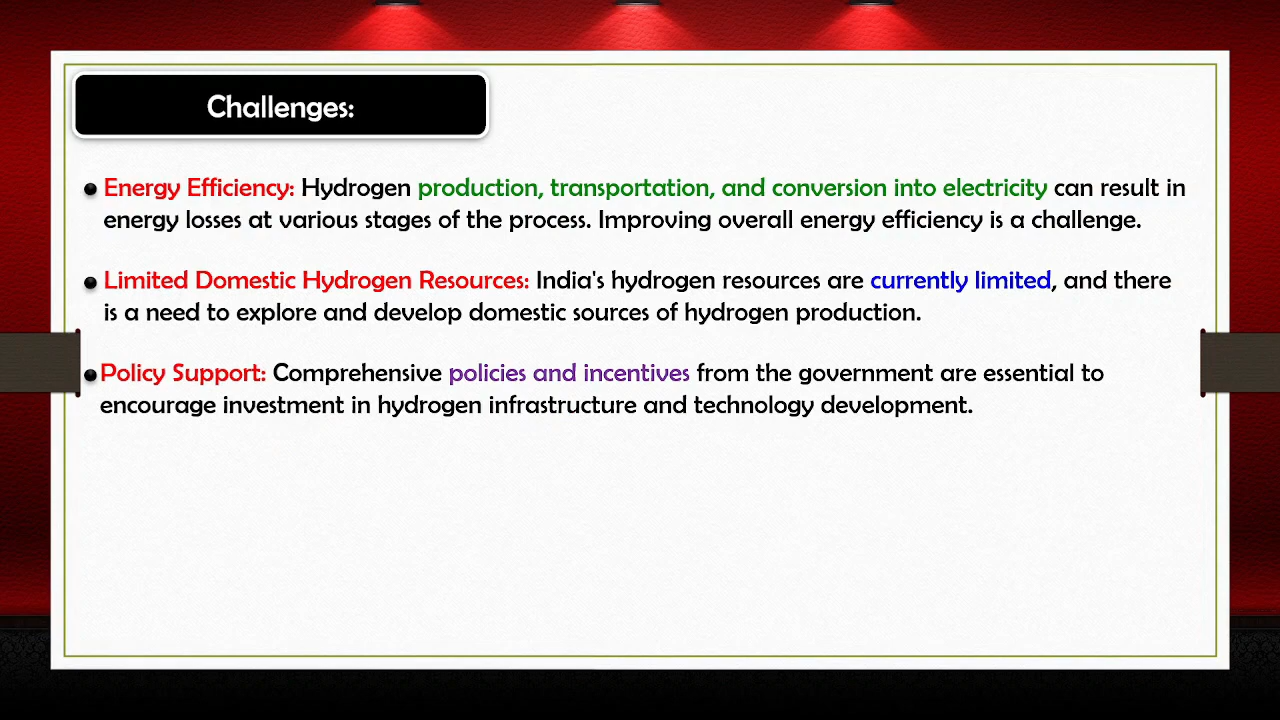 Challenges:
● Energy Efficiency: Hydrogen production, transportation, and conversion into electricity can result in
energy losses at various stages of the process. Improving overall energy efficiency is a challenge.
● Limited Domestic Hydrogen Resources: India's hydrogen resources are currently limited, and there
is a need to explore and develop domestic sources of hydrogen production.
● Policy Support: Comprehensive policies and incentives from the government are essential to
encourage investment in hydrogen infrastructure and technology development.